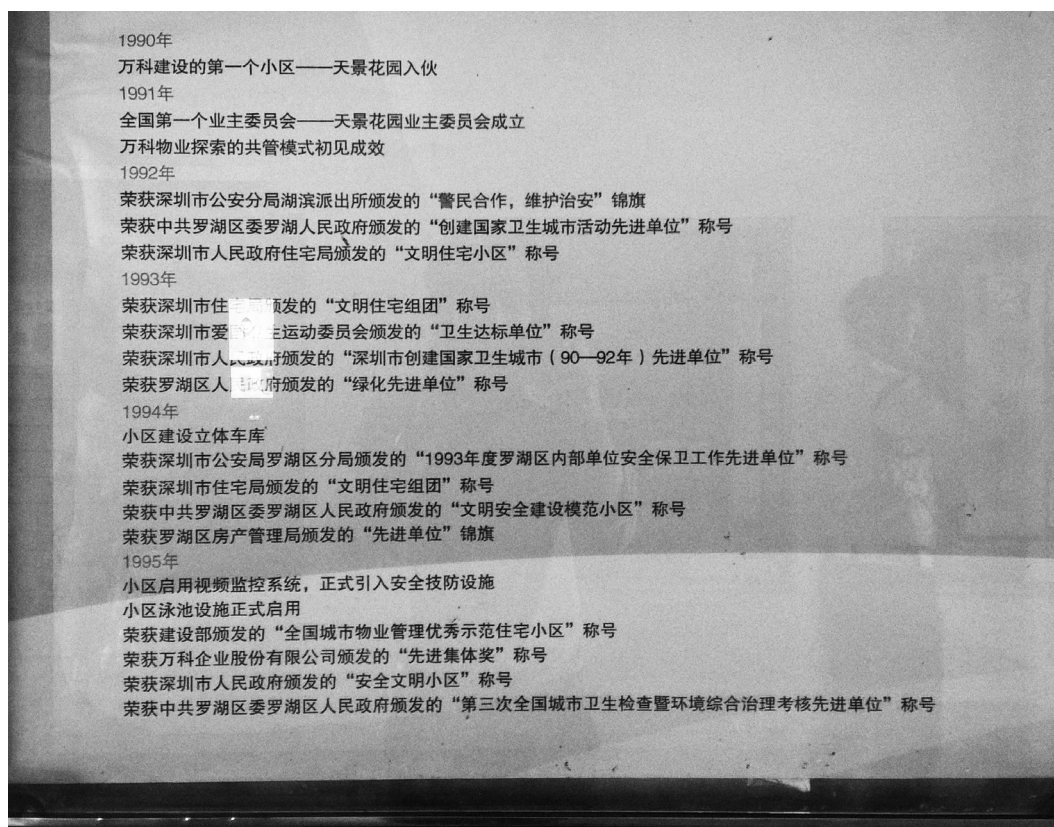 1990年
万科建设的第一个小区——天景花园入伙
1991年
全国第一个业主委员会——天景花园业主委员会成立
万科物业探索的共管模式初见成效
1992年
荣获深圳市公安分局湖滨派出所颁发的“警民合作，维护治安”锦旗
荣获中共罗湖区委罗湖人民政府颁发的“创建国家卫生城市活动先进单位”称号
荣获深圳市人民政府住宅局颁发的“文明住宅小区”称号
1993年
荣获深圳市住宅局颁发的“文明住宅组团”称号
荣获深圳市爱生运动委员会颁发的“卫生达标单位”称号
荣获深圳市人民政府颁发的“深圳市创建国家卫生城市（90—92年）先进单位”称号
荣获罗湖区人民政府颁发的“绿化先进单位”称号
1994年
小区建设立体车库
荣获深圳市公安局罗湖区分局颁发的“1993年度罗湖区内部单位安全保卫工作先进单位”称号
荣获深圳市住宅局颁发的“文明住宅组团”称号
荣获中共罗湖区委罗湖区人民政府颁发的“文明安全建设模范小区”称号
荣获罗湖区房产管理局颁发的“先进单位”锦旗
1995年
小区启用视频监控系统，正式引入安全技防设施
小区泳池设施正式启用
荣获建设部颁发的“全国城市物业管理优秀示范住宅小区”称号
荣获万科企业股份有限公司颁发的“先进集体奖”称号
荣获深圳市人民政府颁发的“安全文明小区”称号
荣获中共罗湖区委罗湖区人民政府颁发的“第三次全国城市卫生检查暨环境综合治理考核先进单位”称号